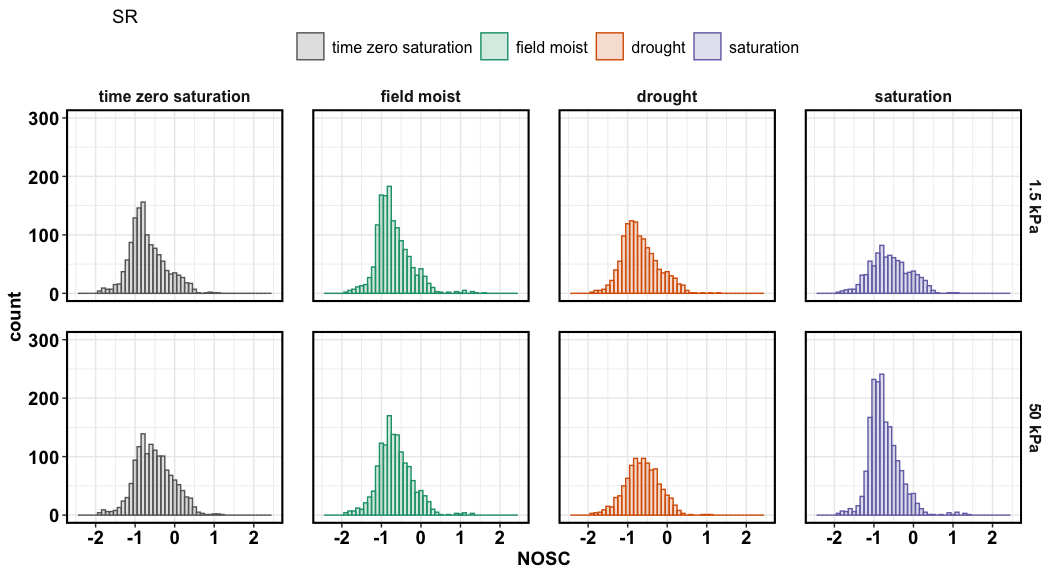 SR
time zero saturation field moist drought saturation
time zero saturation field moist drought saturation
300
200
100
0
1.5 kPa
count
300
200
100
0
50 kPa
-2 -1 0 1 2 -2 -1 0 1 2 -2 -1 0 1 2 -2 -1 0 1 2
NOSC